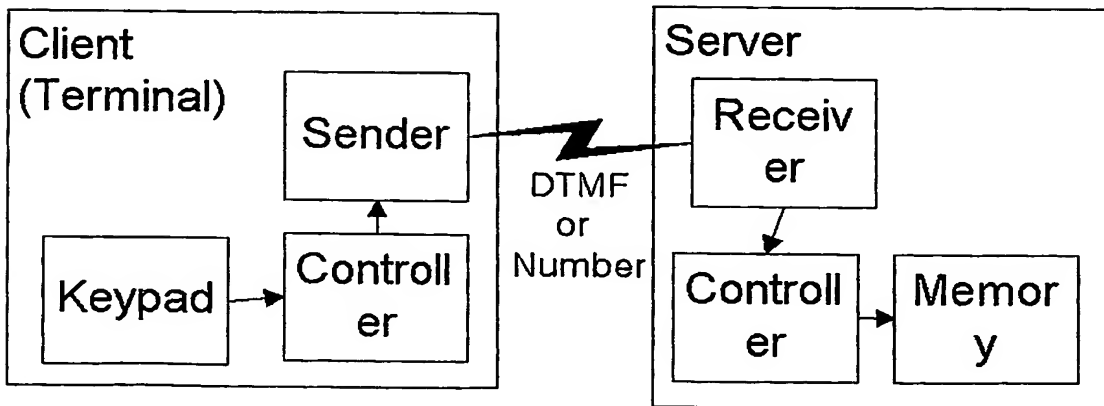 Client
(Terminal)
Sender
Keypad
Controll
er
DTMF
or
Number
Server
Receiv
er
Controll
er
Memor
y